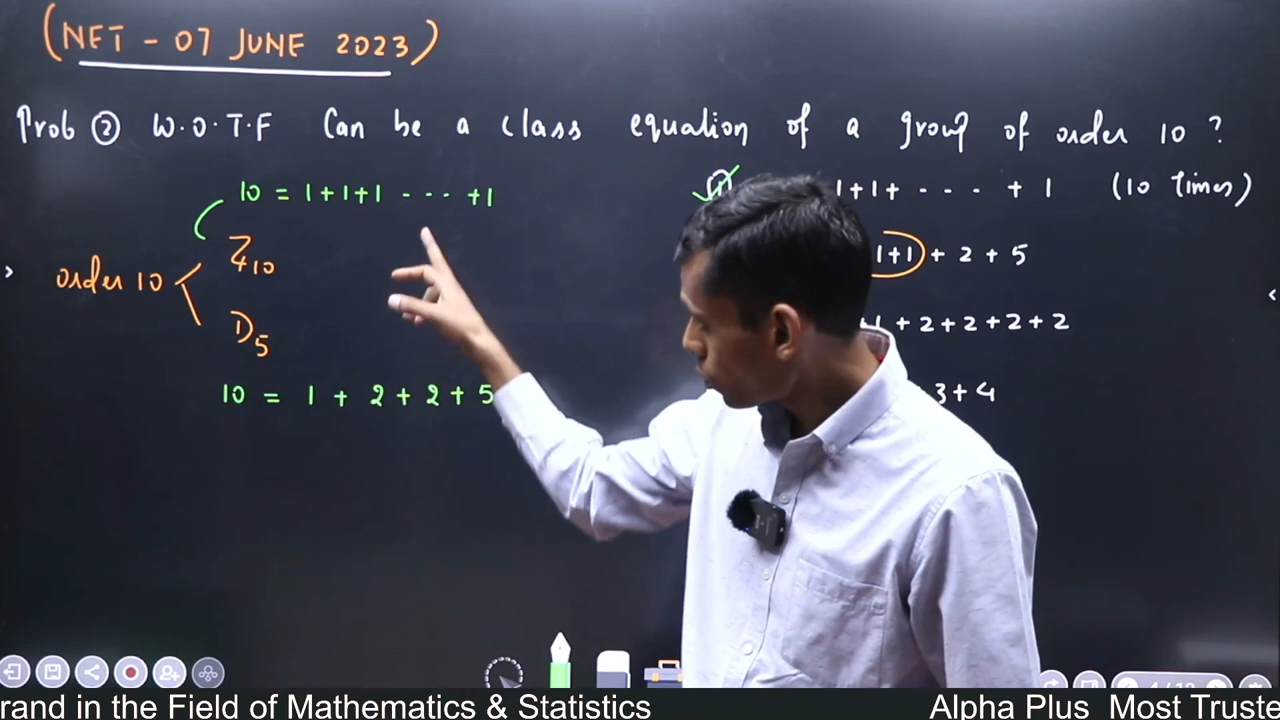 (NET - 07 JUNE 2023)
Prob ② W.O.T.F Can be a class equation of a group of order 10 ?
10 = 1+1+1 --- +1
1+1+ - - - + 1 (10 Times)
order 10
Z10
D5
1+1) + 2 + 5
1 + 2 + 2 + 2 + 2
10 = 1 + 2 + 2 + 5
3 + 4
rand in the Field of Mathematics & Statistics
Alpha Plus Most Truste